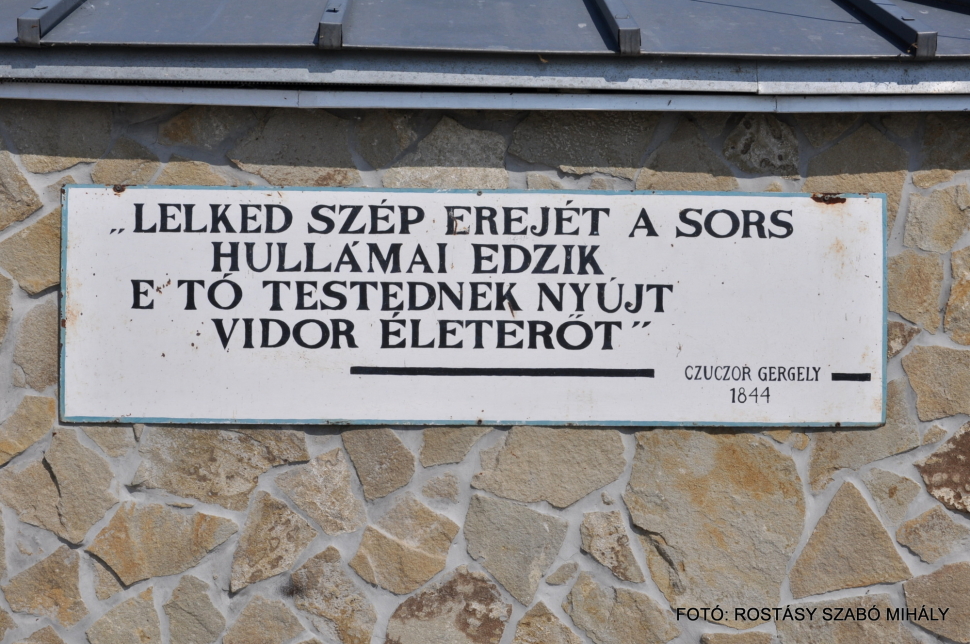 „LELKED SZÉP EREJÉT A SORS
HULLÁMAI EDZIK
E TÓ TESTEDNEK NYÚJT
VIDOR ÉLETERŐT”
CZUCZOR GERGELY
1844
FOTÓ: ROSTÁSY SZABÓ MIHÁLY